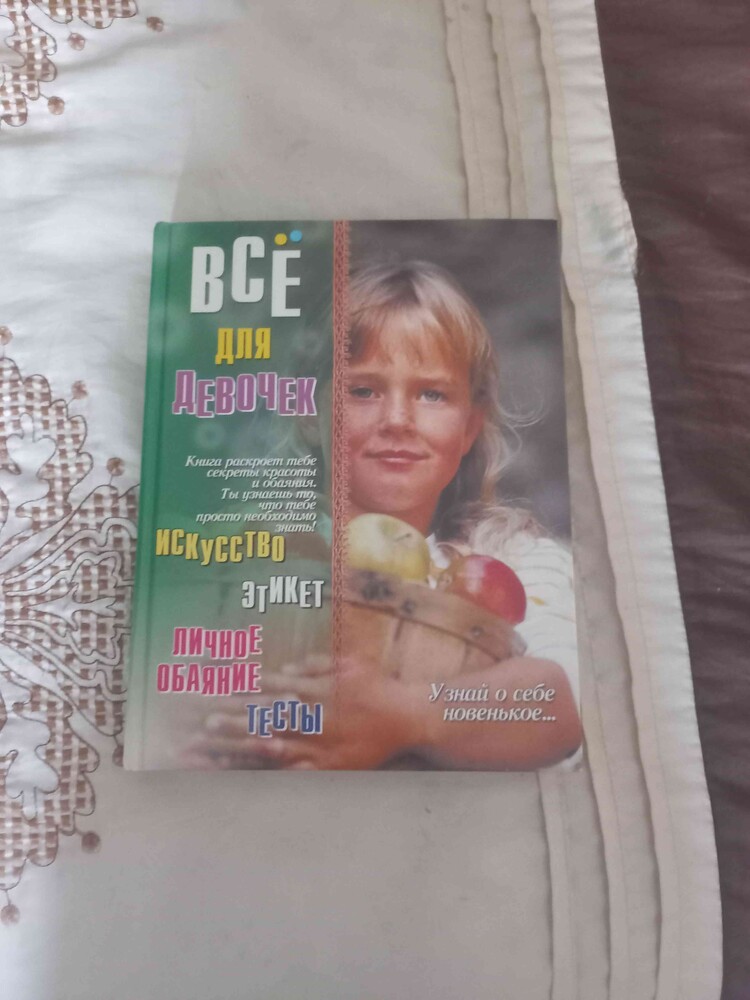 ВСЁ
для
ДЕВОЧЕК
Книга раскроет тебе
секреты красоты
и обаяния.
Ты узнаешь то,
что тебе
просто необходимо
знать!
ИСКУССТВО
ЭТИКЕТ
ЛИЧНОЕ
ОБАЯНИЕ
ТЕСТЫ
Узнай о себе
новенькое...